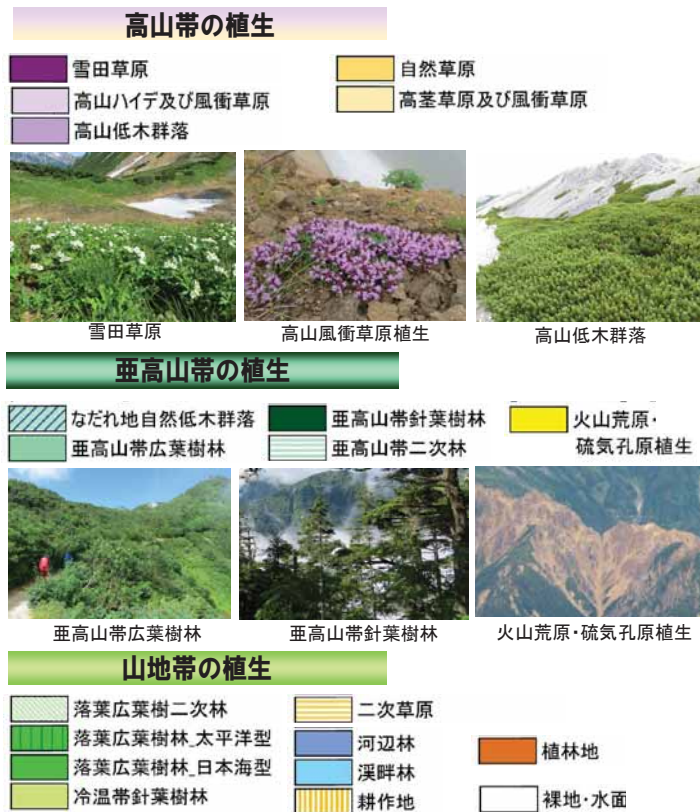 高山帯の植生
雪田草原
自然草原
高山ハイデ及び風衝草原
高茎草原及び風衝草原
高山低木群落
雪田草原
高山風衝草原植生
高山低木群落
亜高山帯の植生
なだれ地自然低木群落
亜高山帯針葉樹林
火山荒原・
硫気孔原植生
亜高山帯広葉樹林
亜高山帯二次林
亜高山帯広葉樹林
亜高山帯針葉樹林
火山荒原・硫気孔原植生
山地帯の植生
落葉広葉樹二次林
二次草原
落葉広葉樹林_太平洋型
河辺林
植林地
落葉広葉樹林_日本海型
渓畔林
冷温帯針葉樹林
耕作地
裸地・水面